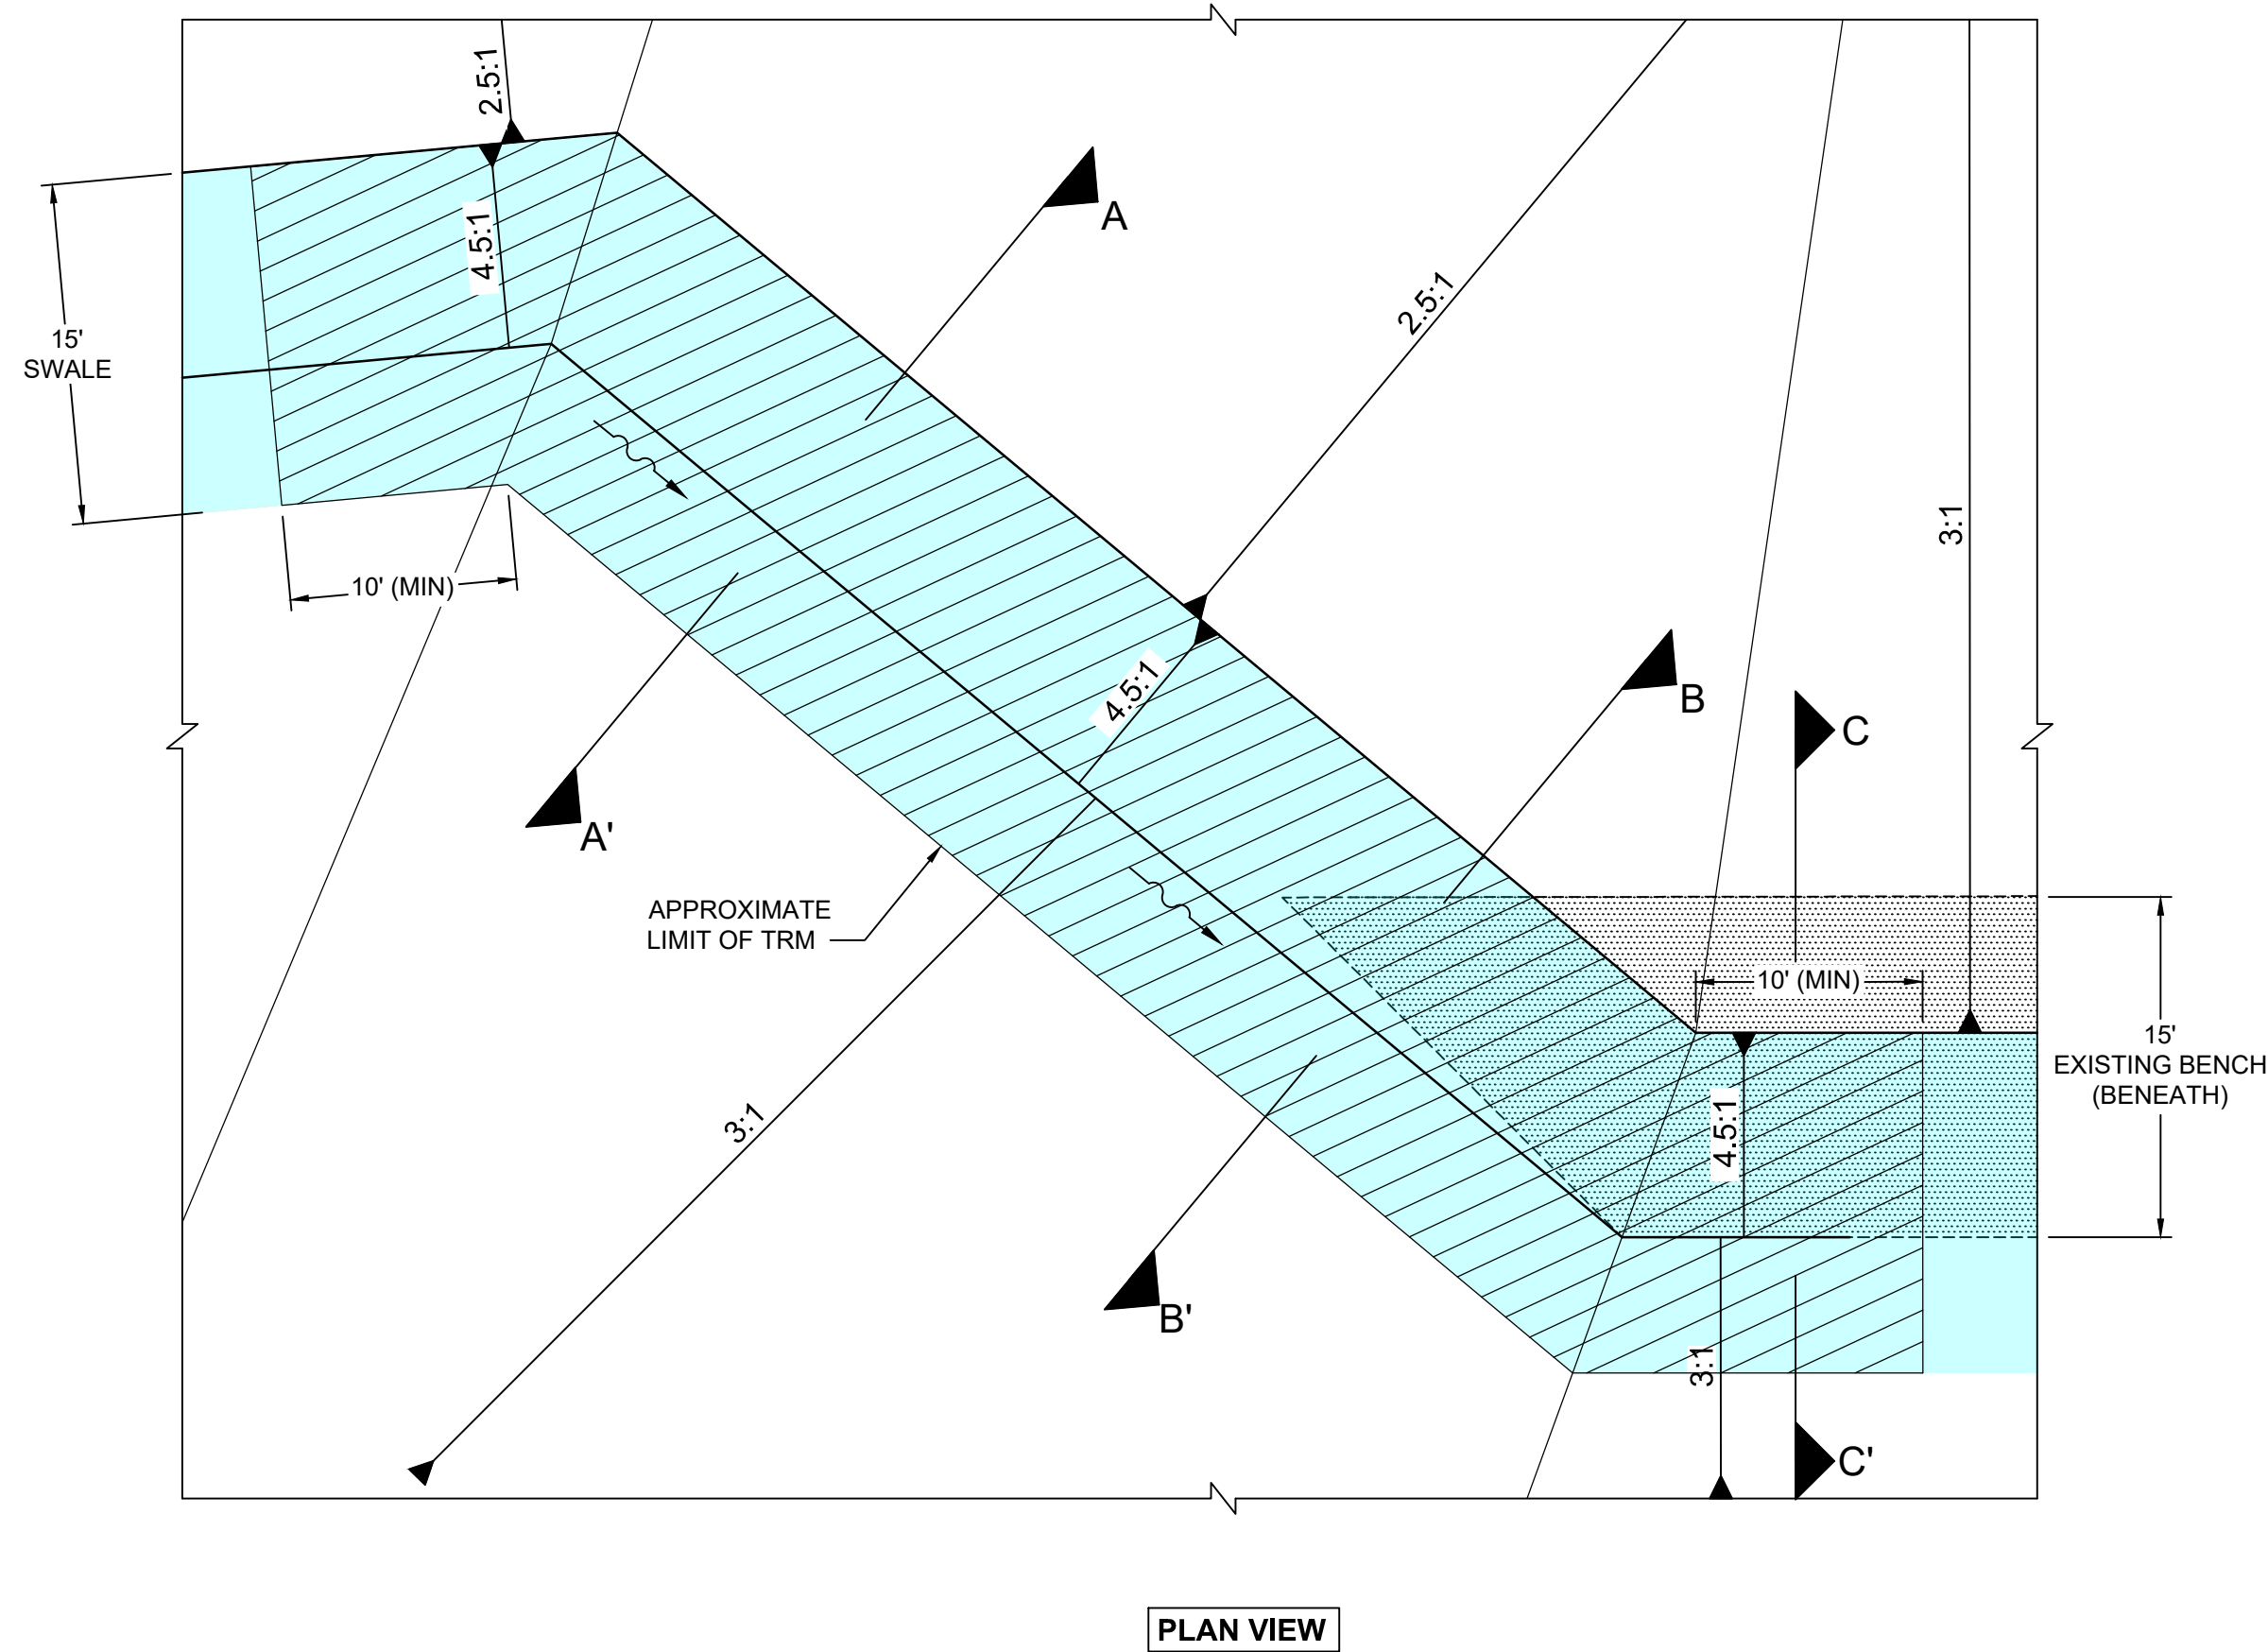 2.5:1
4.5:1
15'
SWALE
10' (MIN)
A
2.5:1
3:1
4.5:1
B
C
A'
APPROXIMATE
LIMIT OF TRM
10' (MIN)
15'
EXISTING BENCH
(BENEATH)
4.5:1
3:1
B'
3:1
C'
PLAN VIEW